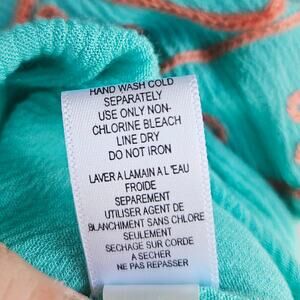 HAND WASH COLD
SEPARATELY
USE ONLY NON-
CHLORINE BLEACH
LINE DRY
DO NOT IRON
LAVER A LAMAIN A L'EAU
FROIDE
SEPAREMENT
UTILISER AGENT DE
BLANCHIMENT SANS CHLORE
SEULEMENT
SECHAGE SUR CORDE
A SECHER
NE PAS REPASSER